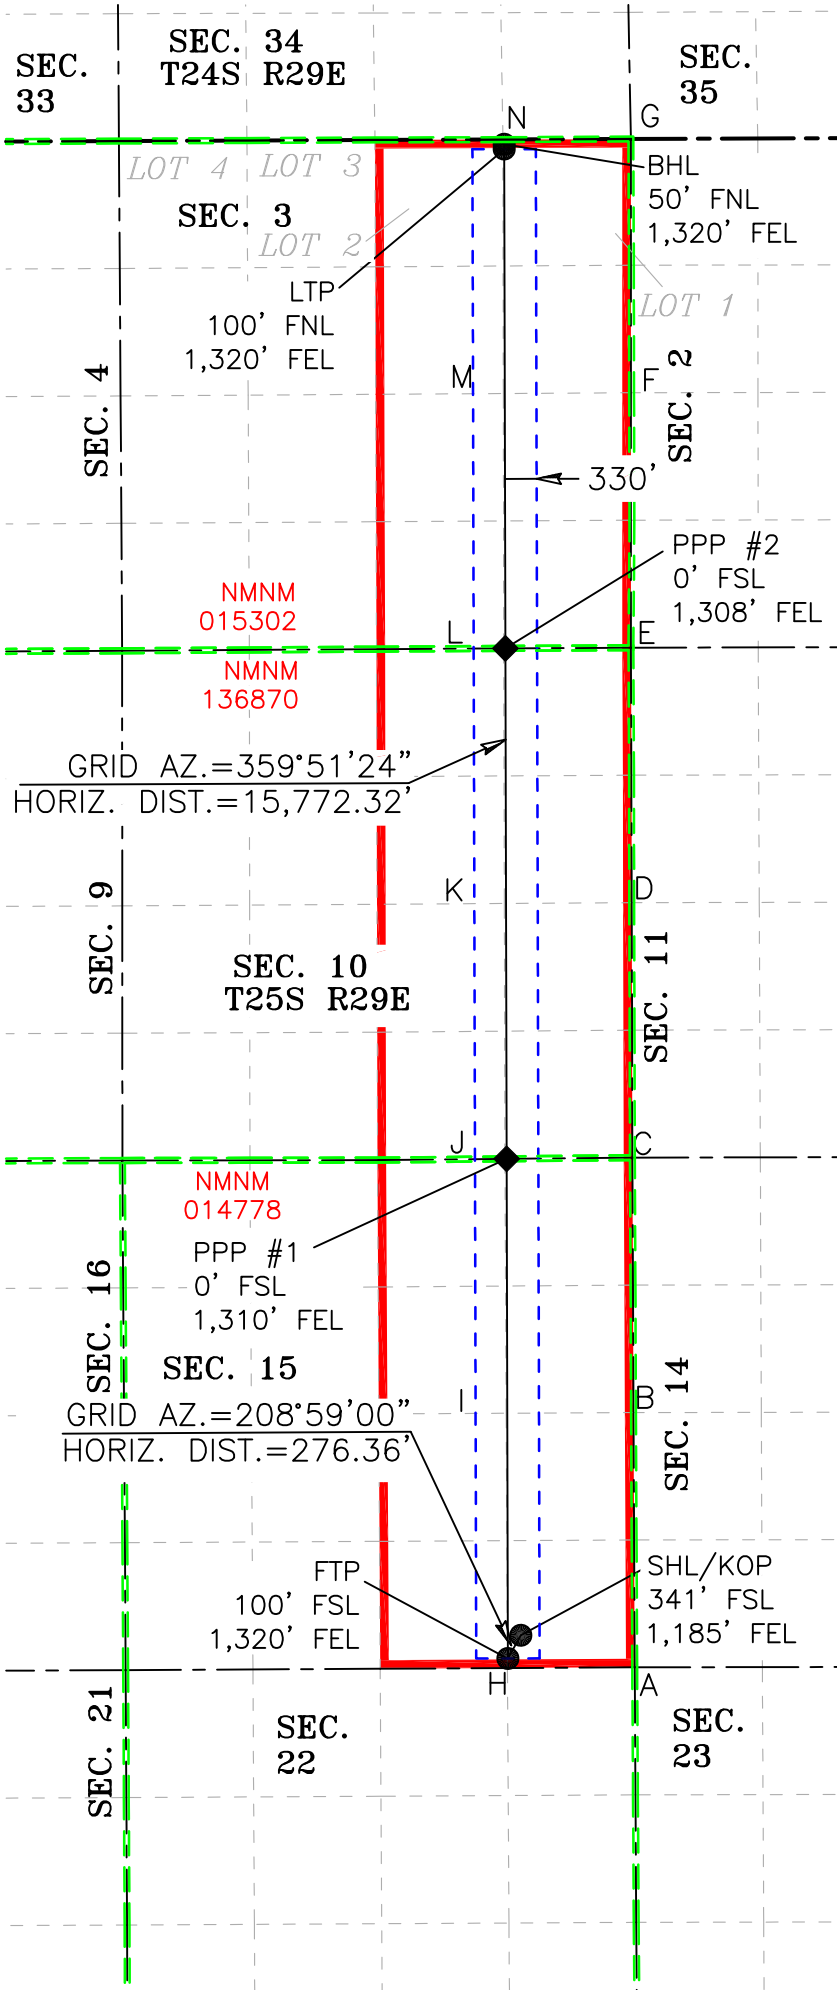 SEC. 34
T24S R29E
SEC.
33
SEC.
35
N
G
LOT 4
LOT 3
BHL
50' FNL
1,320' FEL
SEC. 3
LOT 2
LTP
100' FNL
1,320' FEL
LOT 1
SEC. 4
M
F
SEC. 2
330'
PPP #2
0' FSL
1,308' FEL
NMNM
015302
L
E
NMNM
136870
GRID AZ.=359°51'24"
HORIZ. DIST.=15,772.32'
SEC. 9
K
D
SEC. 10
T25S R29E
SEC. 11
J
C
NMNM
014778
PPP #1
0' FSL
1,310' FEL
SEC. 16
SEC. 15
I
B
SEC. 14
GRID AZ.=208°59'00"
HORIZ. DIST.=276.36'
FTP
100' FSL
1,320' FEL
SHL/KOP
341' FSL
1,185' FEL
H
A
SEC. 21
SEC.
22
SEC.
23